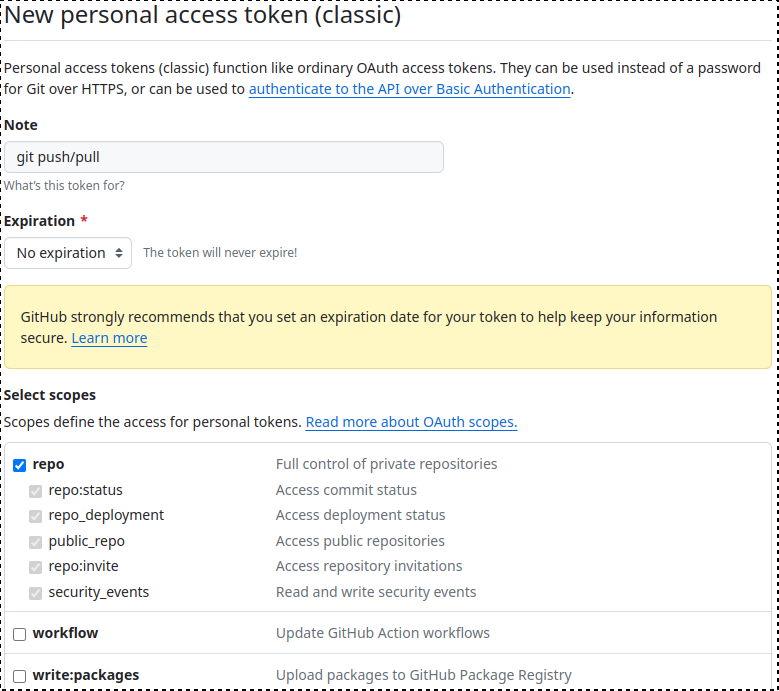 New personal access token (classic)
Personal access tokens (classic) function like ordinary OAuth access tokens. They can be used instead of a password
for Git over HTTPS, or can be used to authenticate to the API over Basic Authentication.
Note
git push/pull
What's this token for?
Expiration *
No expiration The token will never expire!
GitHub strongly recommends that you set an expiration date for your token to help keep your information
secure. Learn more
Select scopes
Scopes define the access for personal tokens. Read more about OAuth scopes.
repo Full control of private repositories
repo:status Access commit status
repo_deployment Access deployment status
public_repo Access public repositories
repo:invite Access repository invitations
security_events Read and write security events
workflow Update GitHub Action workflows
write:packages Upload packages to GitHub Package Registry